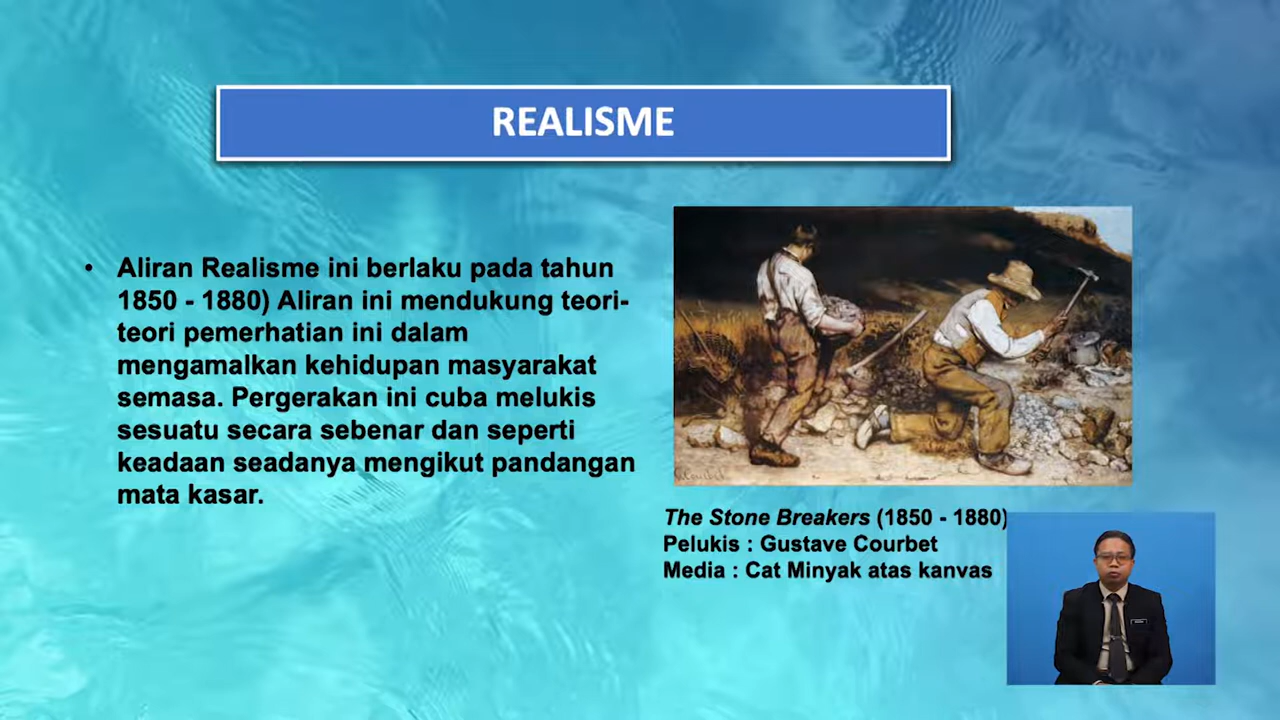 REALISME
• Aliran Realisme ini berlaku pada tahun
1850 - 1880) Aliran ini mendukung teori-
teori pemerhatian ini dalam
mengamalkan kehidupan masyarakat
semasa. Pergerakan ini cuba melukis
sesuatu secara sebenar dan seperti
keadaan seadanya mengikut pandangan
mata kasar.
The Stone Breakers (1850 - 1880)
Pelukis : Gustave Courbet
Media : Cat Minyak atas kanvas